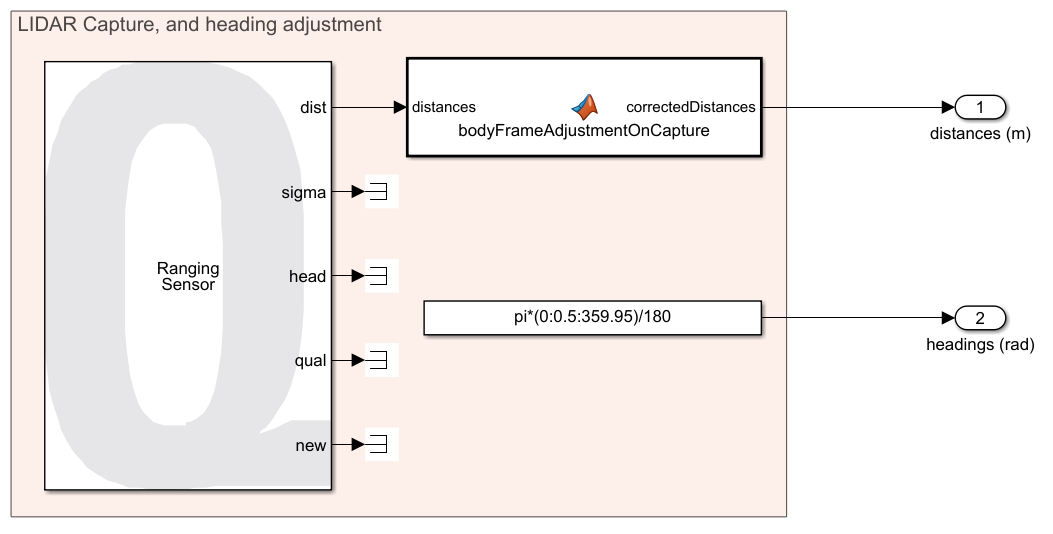 LIDAR Capture, and heading adjustment
dist
distances
correctedDistances
bodyFrameAdjustmentOnCapture
1
distances (m)
sigma
Ranging
Sensor
head
pi*(0:0.5:359.95)/180
2
headings (rad)
qual
new